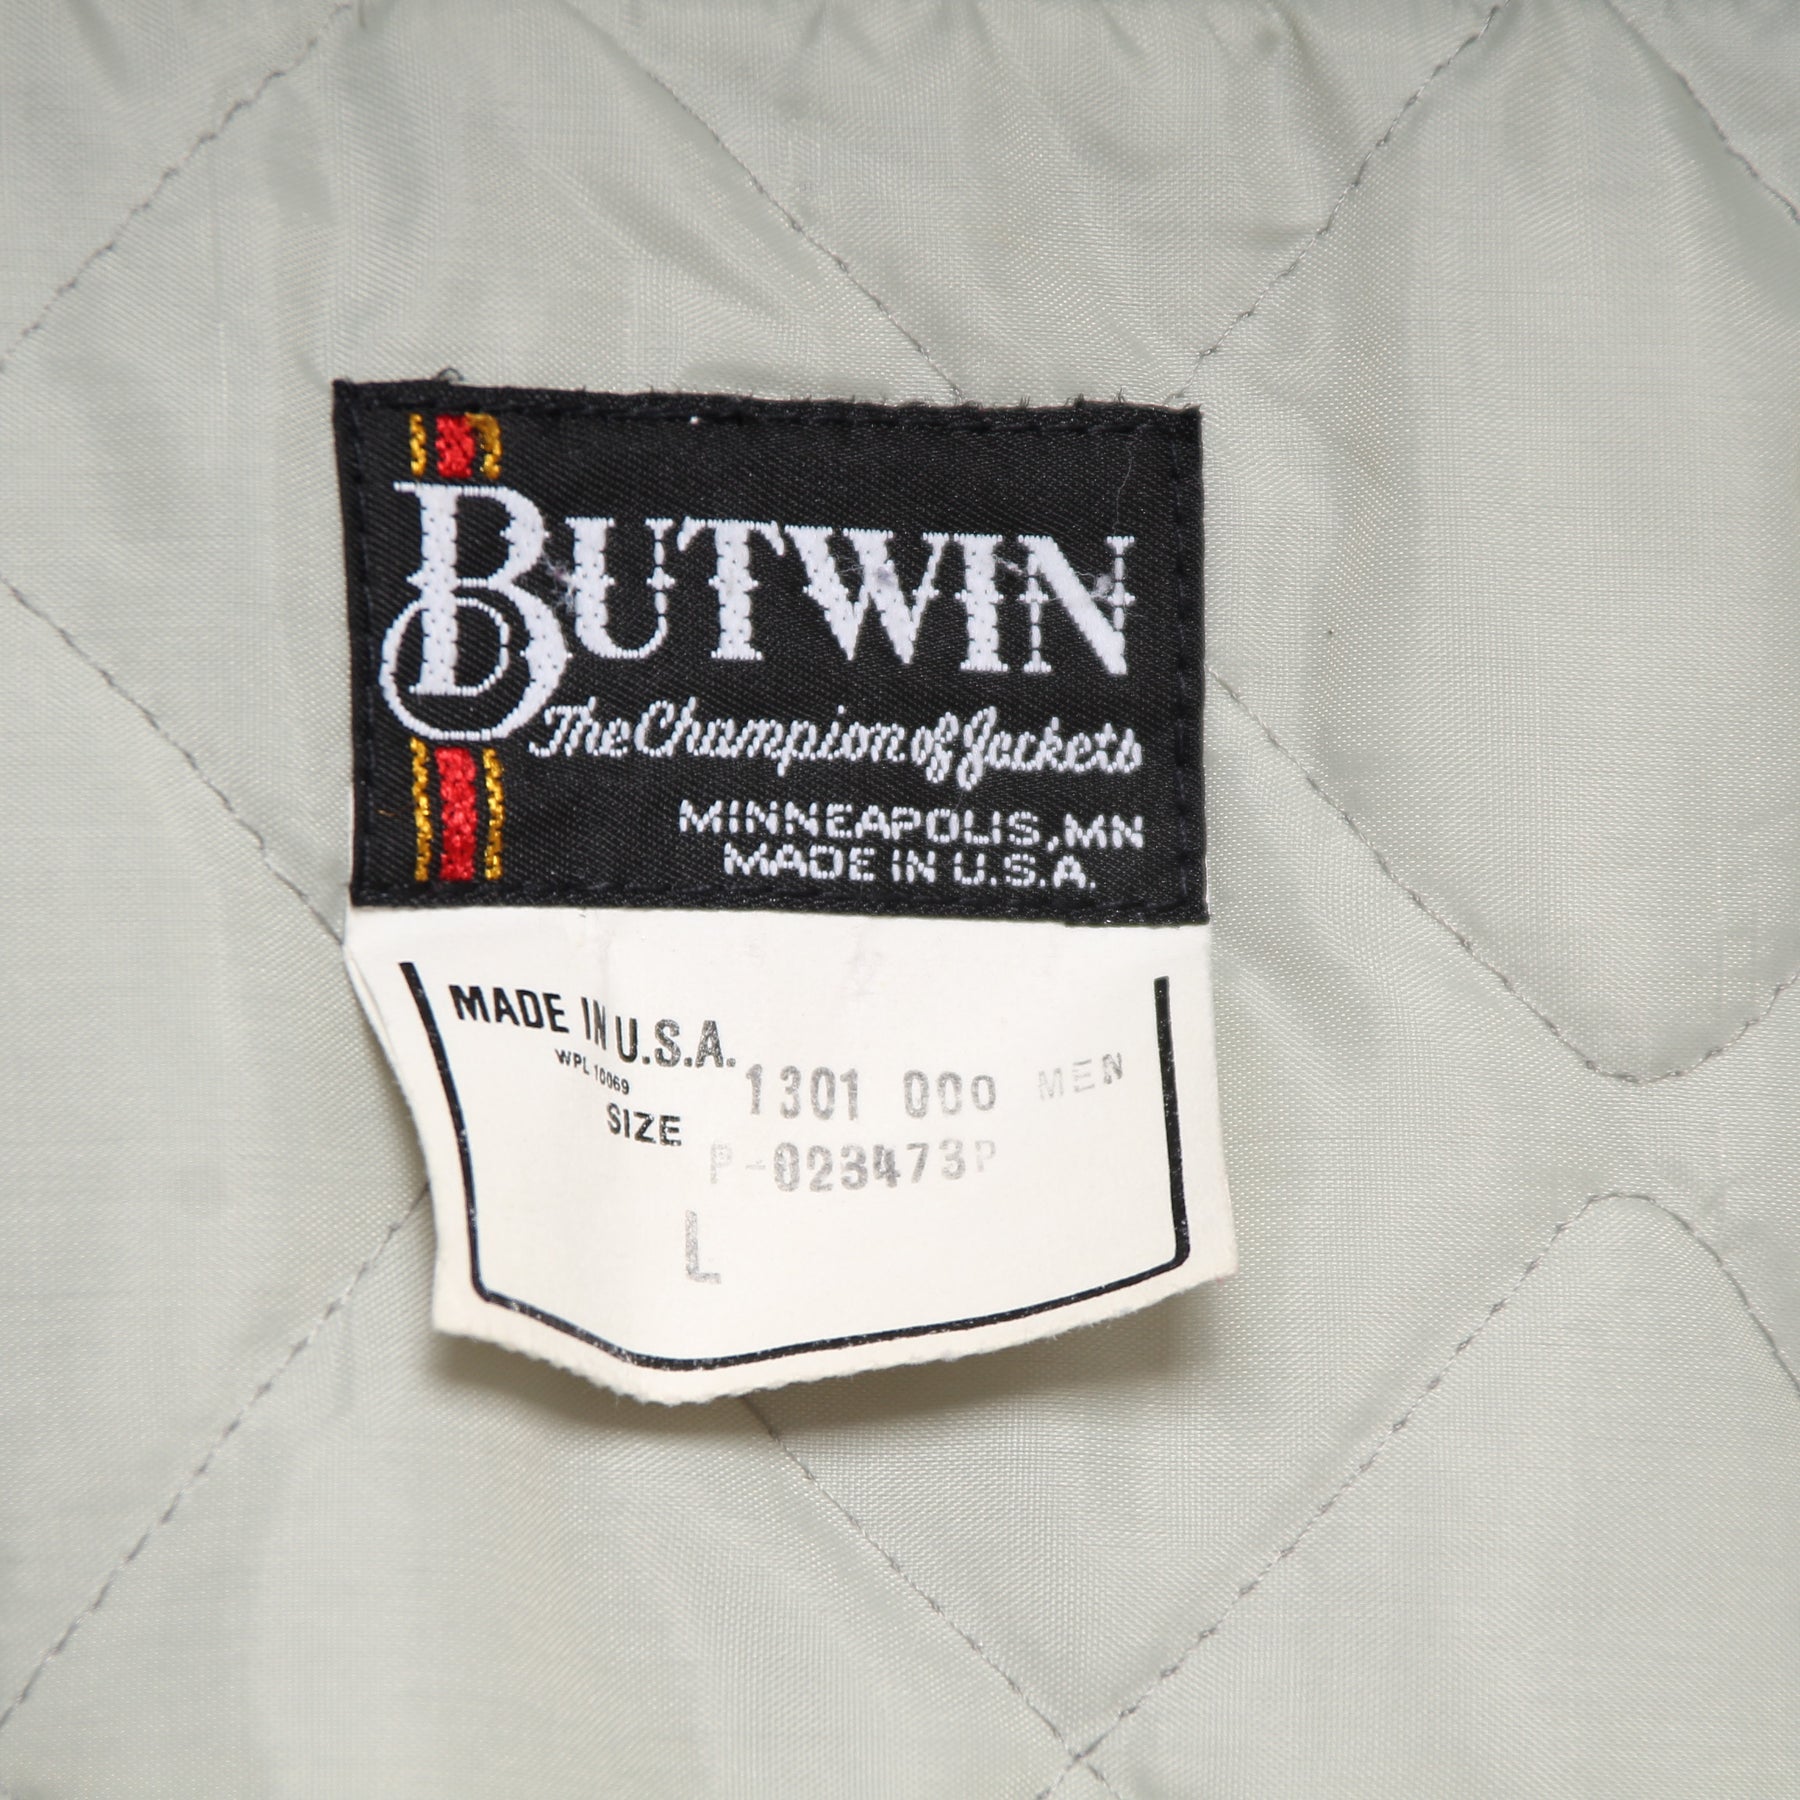 BUTWIN
The Champion of Jackets
MINNEAPOLIS, MN
MADE IN U.S.A.
MADE IN U.S.A.
WPL 10069
1301 000 MEN
SIZE
P-023473P
L